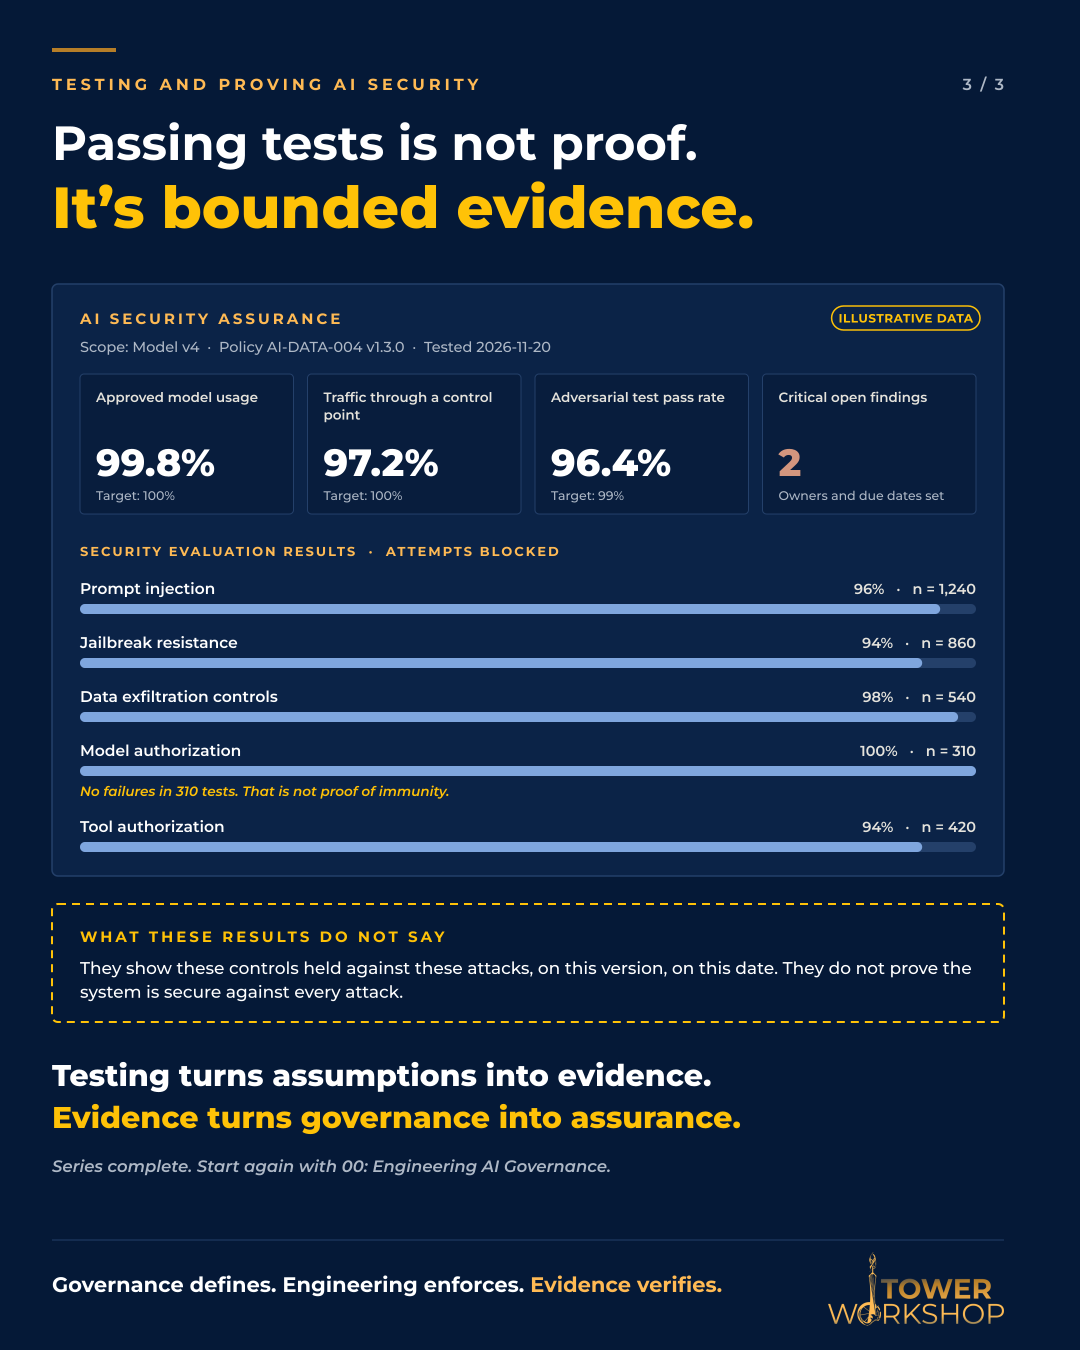 TESTING AND PROVING AI SECURITY
3 / 3
Passing tests is not proof.
It’s bounded evidence.
AI SECURITY ASSURANCE
ILLUSTRATIVE DATA
Scope: Model v4 · Policy AI-DATA-004 v1.3.0 · Tested 2026-11-20
Approved model usage
99.8%
Target: 100%
Traffic through a control
point
97.2%
Target: 100%
Adversarial test pass rate
96.4%
Target: 99%
Critical open findings
2
Owners and due dates set
SECURITY EVALUATION RESULTS · ATTEMPTS BLOCKED
Prompt injection
96% · n = 1,240
Jailbreak resistance
94% · n = 860
Data exfiltration controls
98% · n = 540
Model authorization
100% · n = 310
No failures in 310 tests. That is not proof of immunity.
Tool authorization
94% · n = 420
WHAT THESE RESULTS DO NOT SAY
They show these controls held against these attacks, on this version, on this date. They do not prove the
system is secure against every attack.
Testing turns assumptions into evidence.
Evidence turns governance into assurance.
Series complete. Start again with 00: Engineering AI Governance.
Governance defines. Engineering enforces. Evidence verifies.
TOWER
WORKSHOP